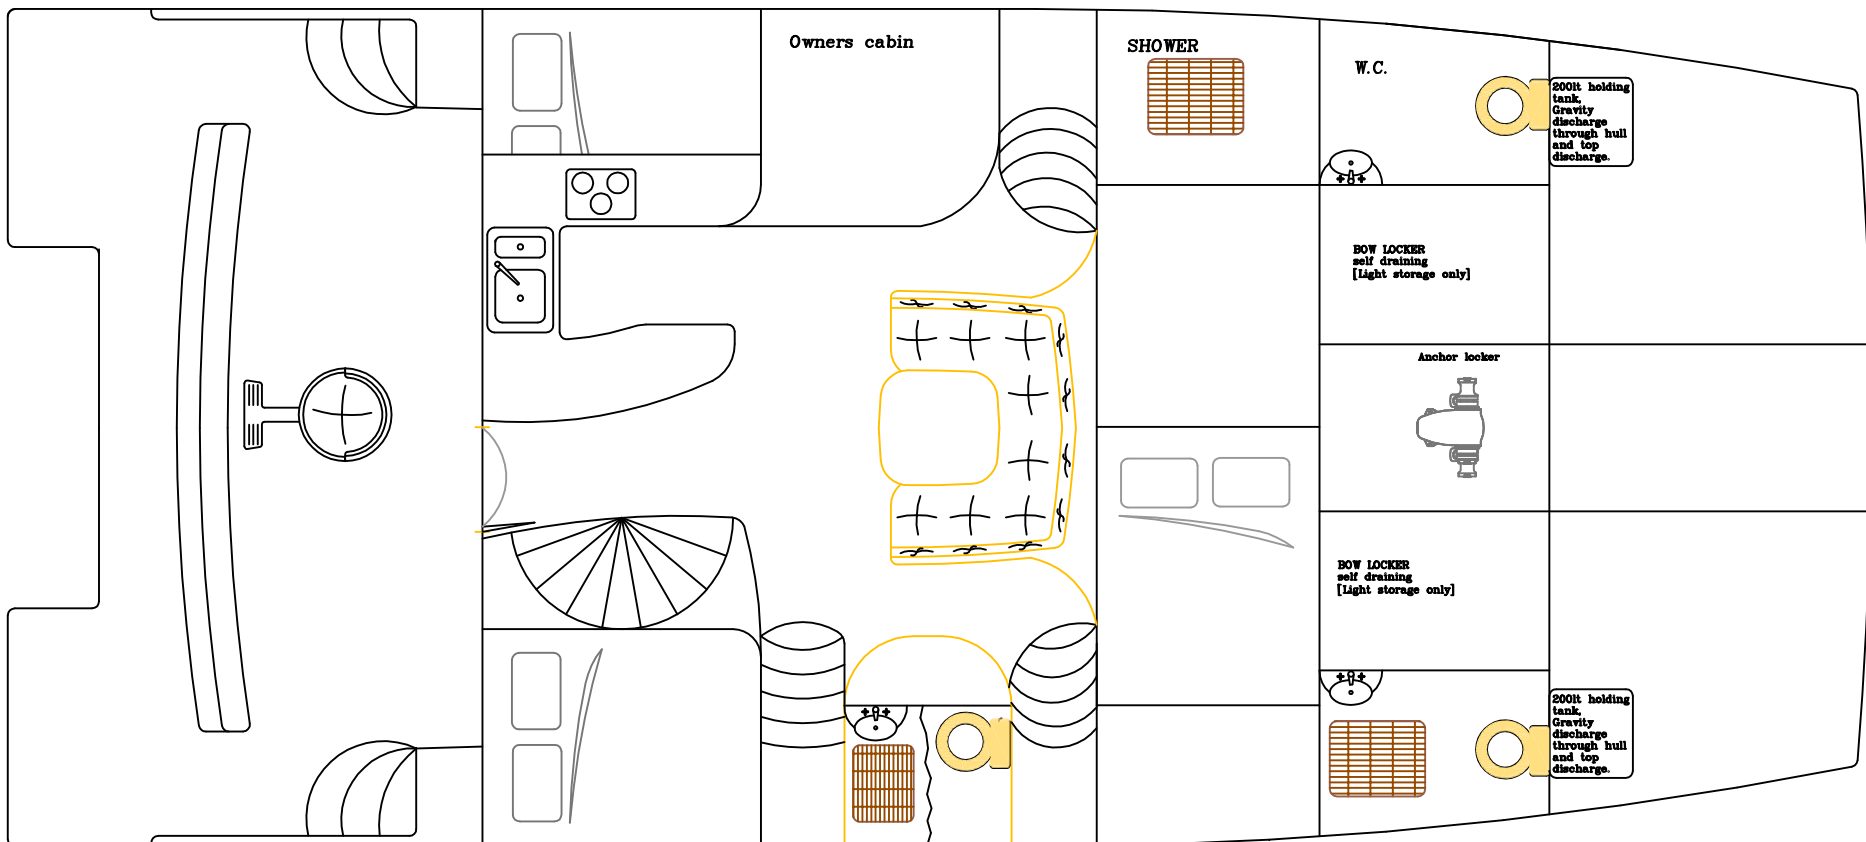 Owners cabin
SHOWER
W.C.
200lt holding
tank,
Gravity
discharge
through hull
and top
discharge.
BOW LOCKER
self draining
[Light storage only]
Anchor locker
BOW LOCKER
self draining
[Light storage only]
200lt holding
tank,
Gravity
discharge
through hull
and top
discharge.